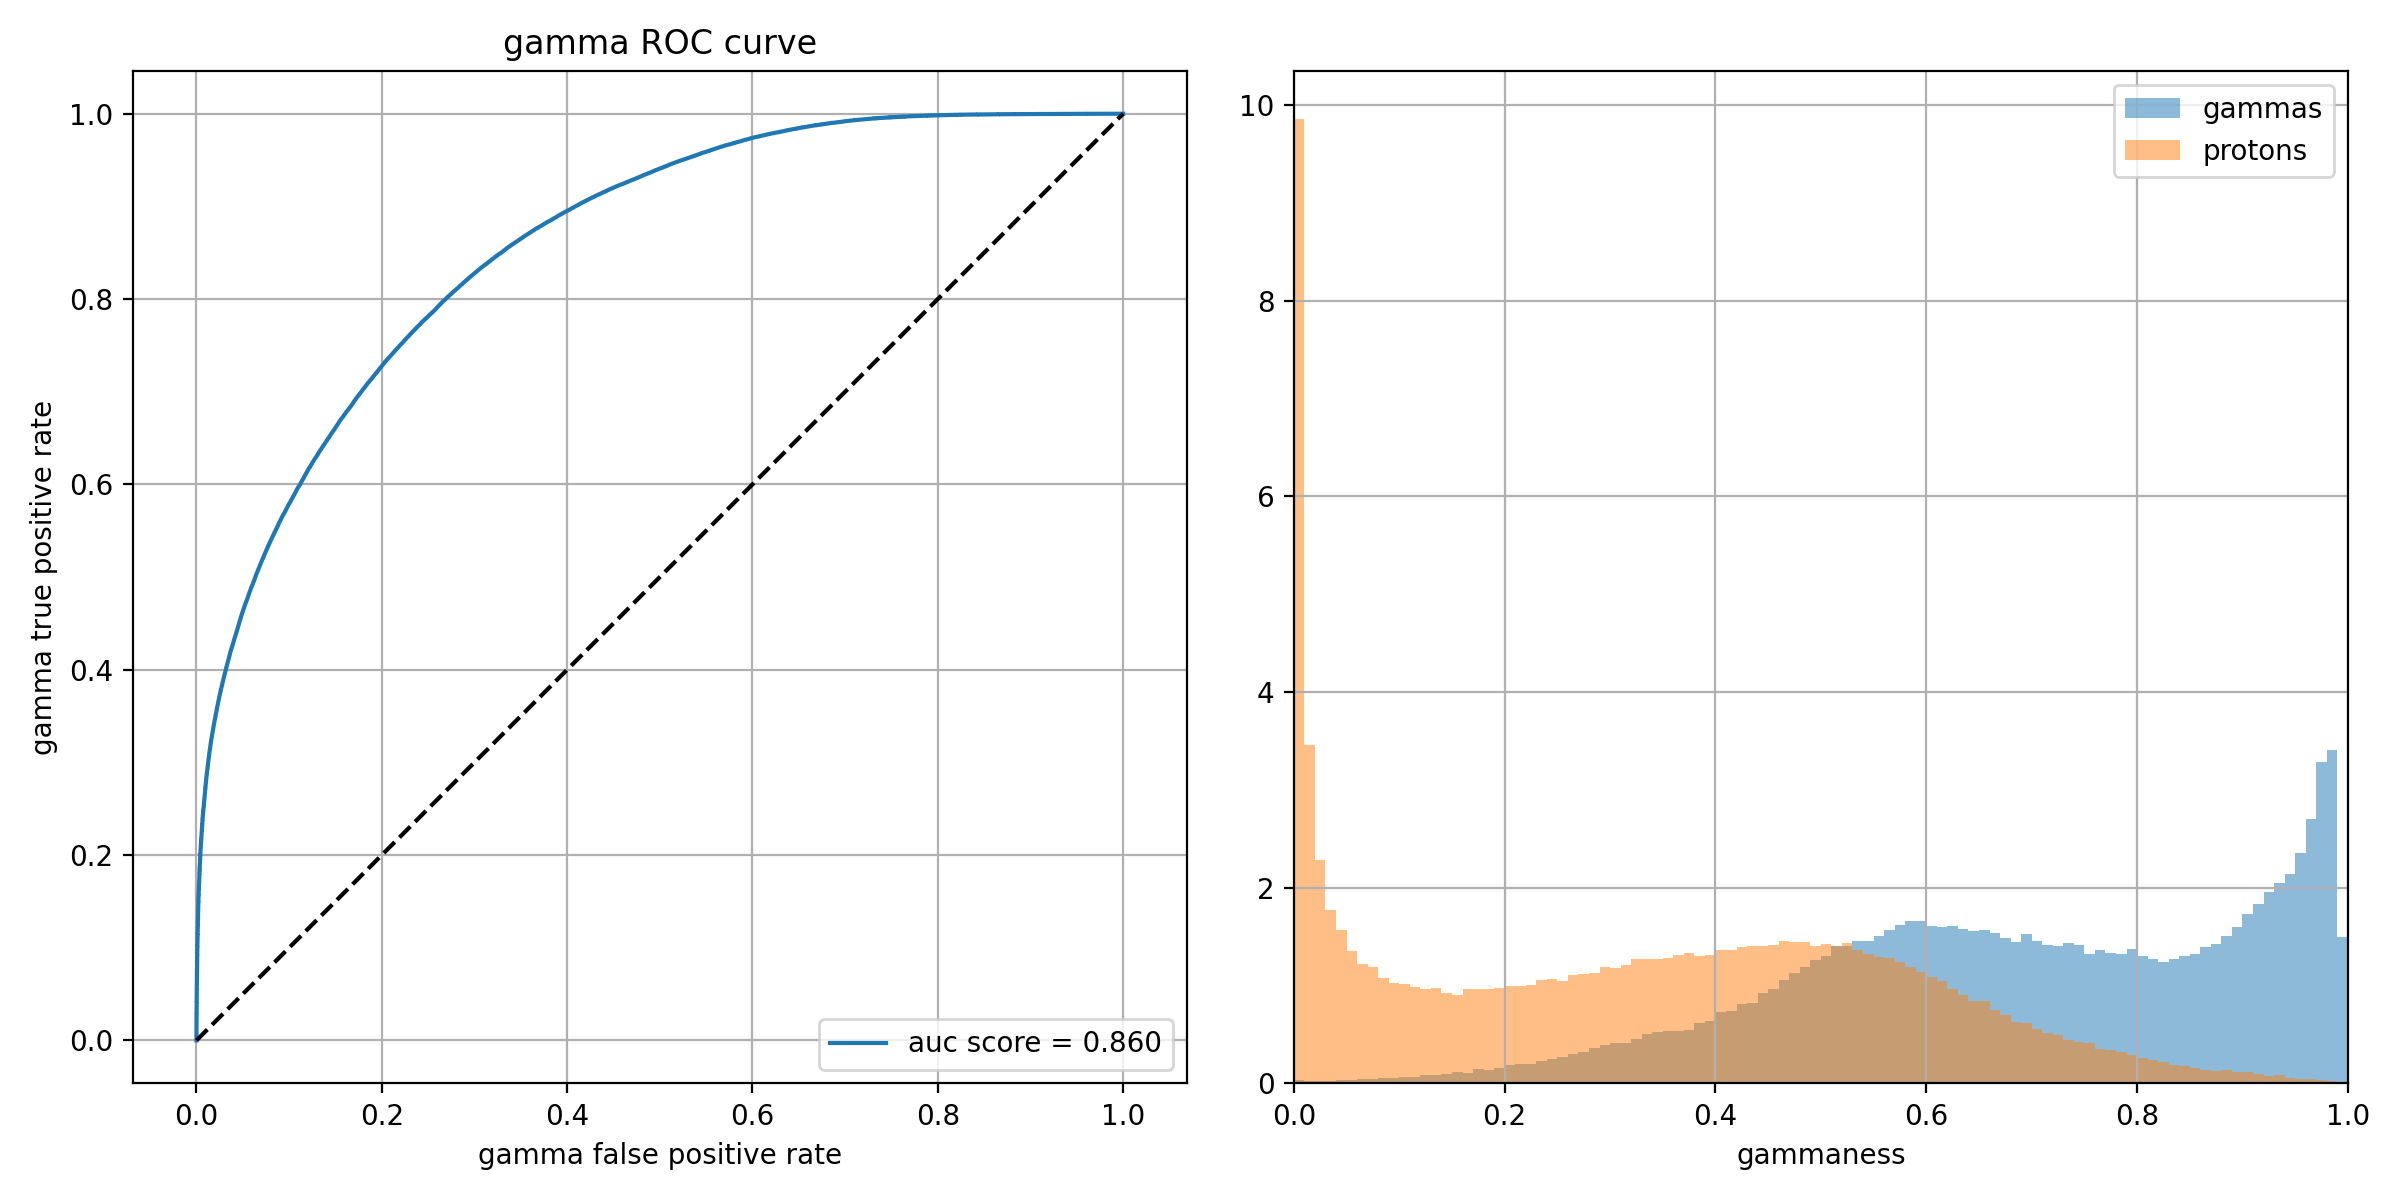 gamma ROC curve
gamma true positive rate
1.0
0.8
0.6
0.4
0.2
0.0
0.0 0.2 0.4 0.6 0.8 1.0
gamma false positive rate
auc score = 0.860
10
8
6
4
2
0
0.0 0.2 0.4 0.6 0.8 1.0
gammaness
gammas
protons